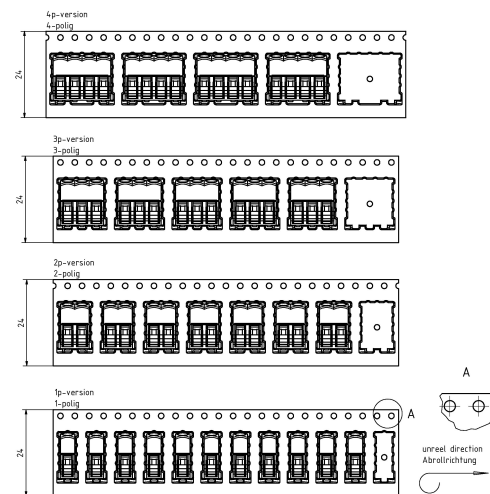 4p-version
4-polig
24
3p-version
3-polig
24
2p-version
2-polig
24
1p-version
1-polig
24
A
A
unreel direction
Abrollrichtung